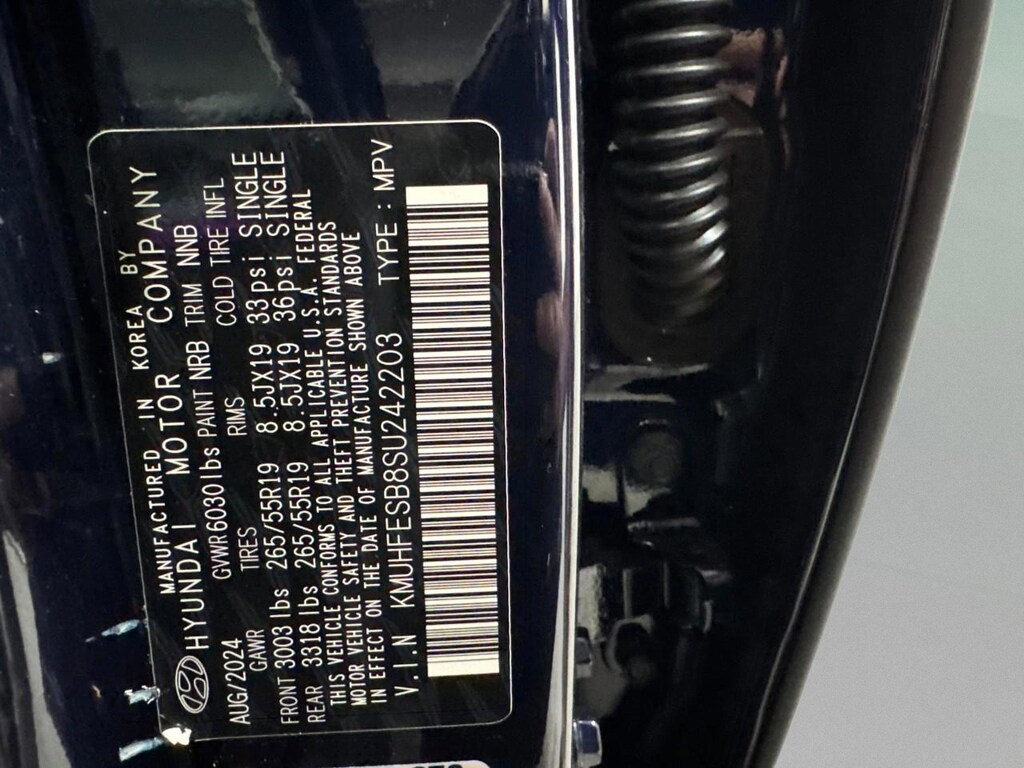 MANUFACTURED IN KOREA BY
HYUNDAI MOTOR COMPANY
AUG/2024 GVWR 6030 lbs PAINT NRB TRIM NNB
GAWR TIRES RIMS COLD TIRE INFL
FRONT 3003 lbs 265/55R19 8.5JX19 33psi SINGLE
REAR 3318 lbs 265/55R19 8.5JX19 36psi SINGLE
THIS VEHICLE CONFORMS TO ALL APPLICABLE U.S.A. FEDERAL
MOTOR VEHICLE SAFETY AND THEFT PREVENTION STANDARDS
IN EFFECT ON THE DATE OF MANUFACTURE SHOWN ABOVE
V.I.N KMUHFESB8SU242203 TYPE : MPV